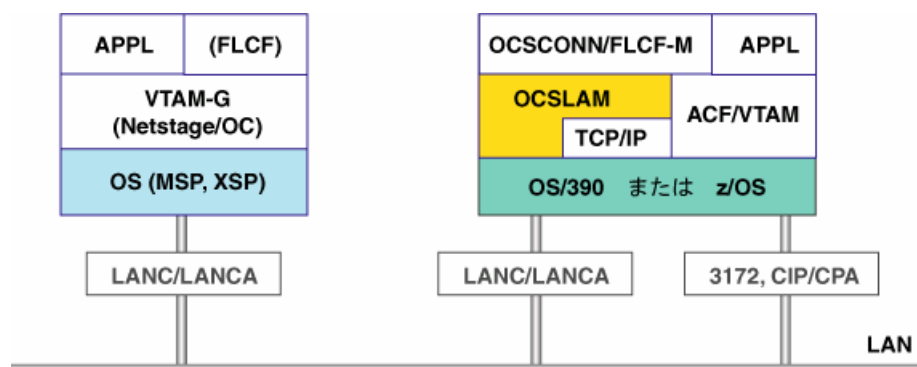 APPL (FLCF)
VTAM-G
(Netstage/OC)
OS (MSP, XSP)
LANC/LANCA
OCSCONN/FLCF-M APPL
OCSLAM
TCP/IP
ACF/VTAM
OS/390 または z/OS
LANC/LANCA
3172, CIP/CPA
LAN